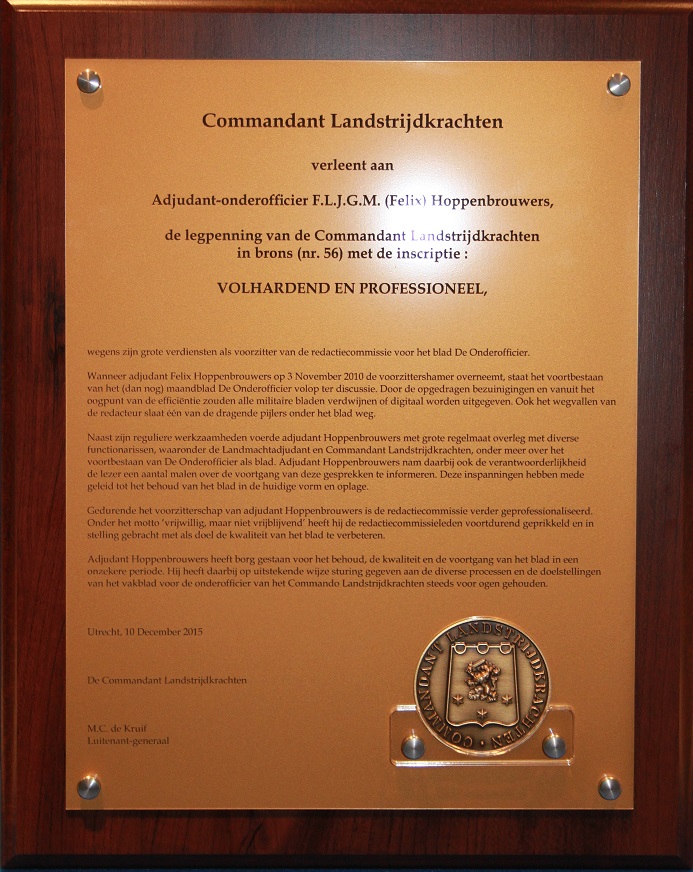 Commandant Landstrijdkrachten
verleent aan
Adjudant-onderofficier F.L.J.G.M. (Felix) Hoppenbrouwers,
de legpenning van de Commandant Landstrijdkrachten
in brons (nr. 56) met de inscriptie :
VOLHARDEND EN PROFESSIONEEL,
wegens zijn grote verdiensten als voorzitter van de redactiecommissie voor het blad De Onderofficier.
Wanneer adjudant Felix Hoppenbrouwers op 3 November 2010 de voorzittershamer overneemt, staat het voortbestaan
van het (dan nog) maandblad De Onderofficier volop ter discussie. Door de opgedragen bezuinigingen en vanuit het
oogpunt van de efficiëntie zouden alle militaire bladen verdwijnen of digitaal worden uitgegeven. Ook het wegvallen van
de redacteur slaat één van de dragende pijlers onder het blad weg.
Naast zijn reguliere werkzaamheden voerde adjudant Hoppenbrouwers met grote regelmaat overleg met diverse
functionarissen, waaronder de Landmachtadjudant en Commandant Landstrijdkrachten, onder meer over het
voortbestaan van De Onderofficier als blad. Adjudant Hoppenbrouwers nam daarbij ook de verantwoorderlijkheid
de lezer een aantal malen over de voortgang van deze gesprekken te informeren. Deze inspanningen hebben mede
geleid tot het behoud van het blad in de huidige vorm en oplage.
Gedurende het voorzitterschap van adjudant Hoppenbrouwers is de redactiecommissie verder geprofessionaliseerd.
Onder het motto 'vrijwillig, maar niet vrijblijvend' heeft hij de redactiecommissieleden voortdurend geprikkeld en in
stelling gebracht met als doel de kwaliteit van het blad te verbeteren.
Adjudant Hoppenbrouwers heeft borg gestaan voor het behoud, de kwaliteit en de voortgang van het blad in een
onzekere periode. Hij heeft daarbij op uitstekende wijze sturing gegeven aan de diverse processen en de doelstellingen
van het vakblad voor de onderofficier van het Commando Landstrijdkrachten steeds voor ogen gehouden.
Utrecht, 10 December 2015
De Commandant Landstrijdkrachten
M.C. de Kruif
Luitenant-generaal
COMMANDANT LANDSTRIJDKRACHTEN